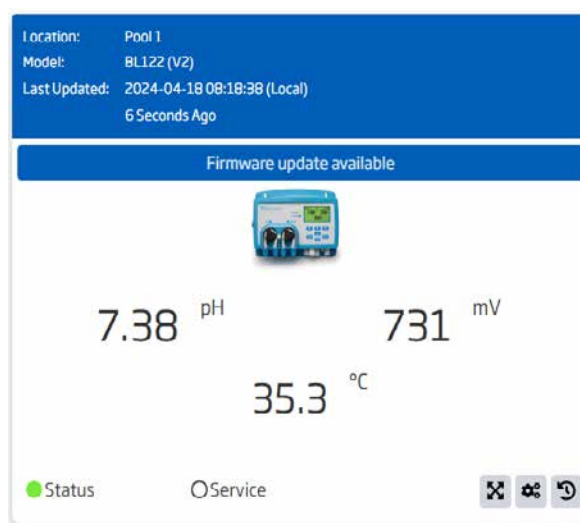 Location: Pool 1
Model: BL122 (V2)
Last Updated: 2024-04-18 08:18:38 (Local)
6 Seconds Ago
Firmware update available
7.38 pH
731 mV
35.3 °C
Status
Service